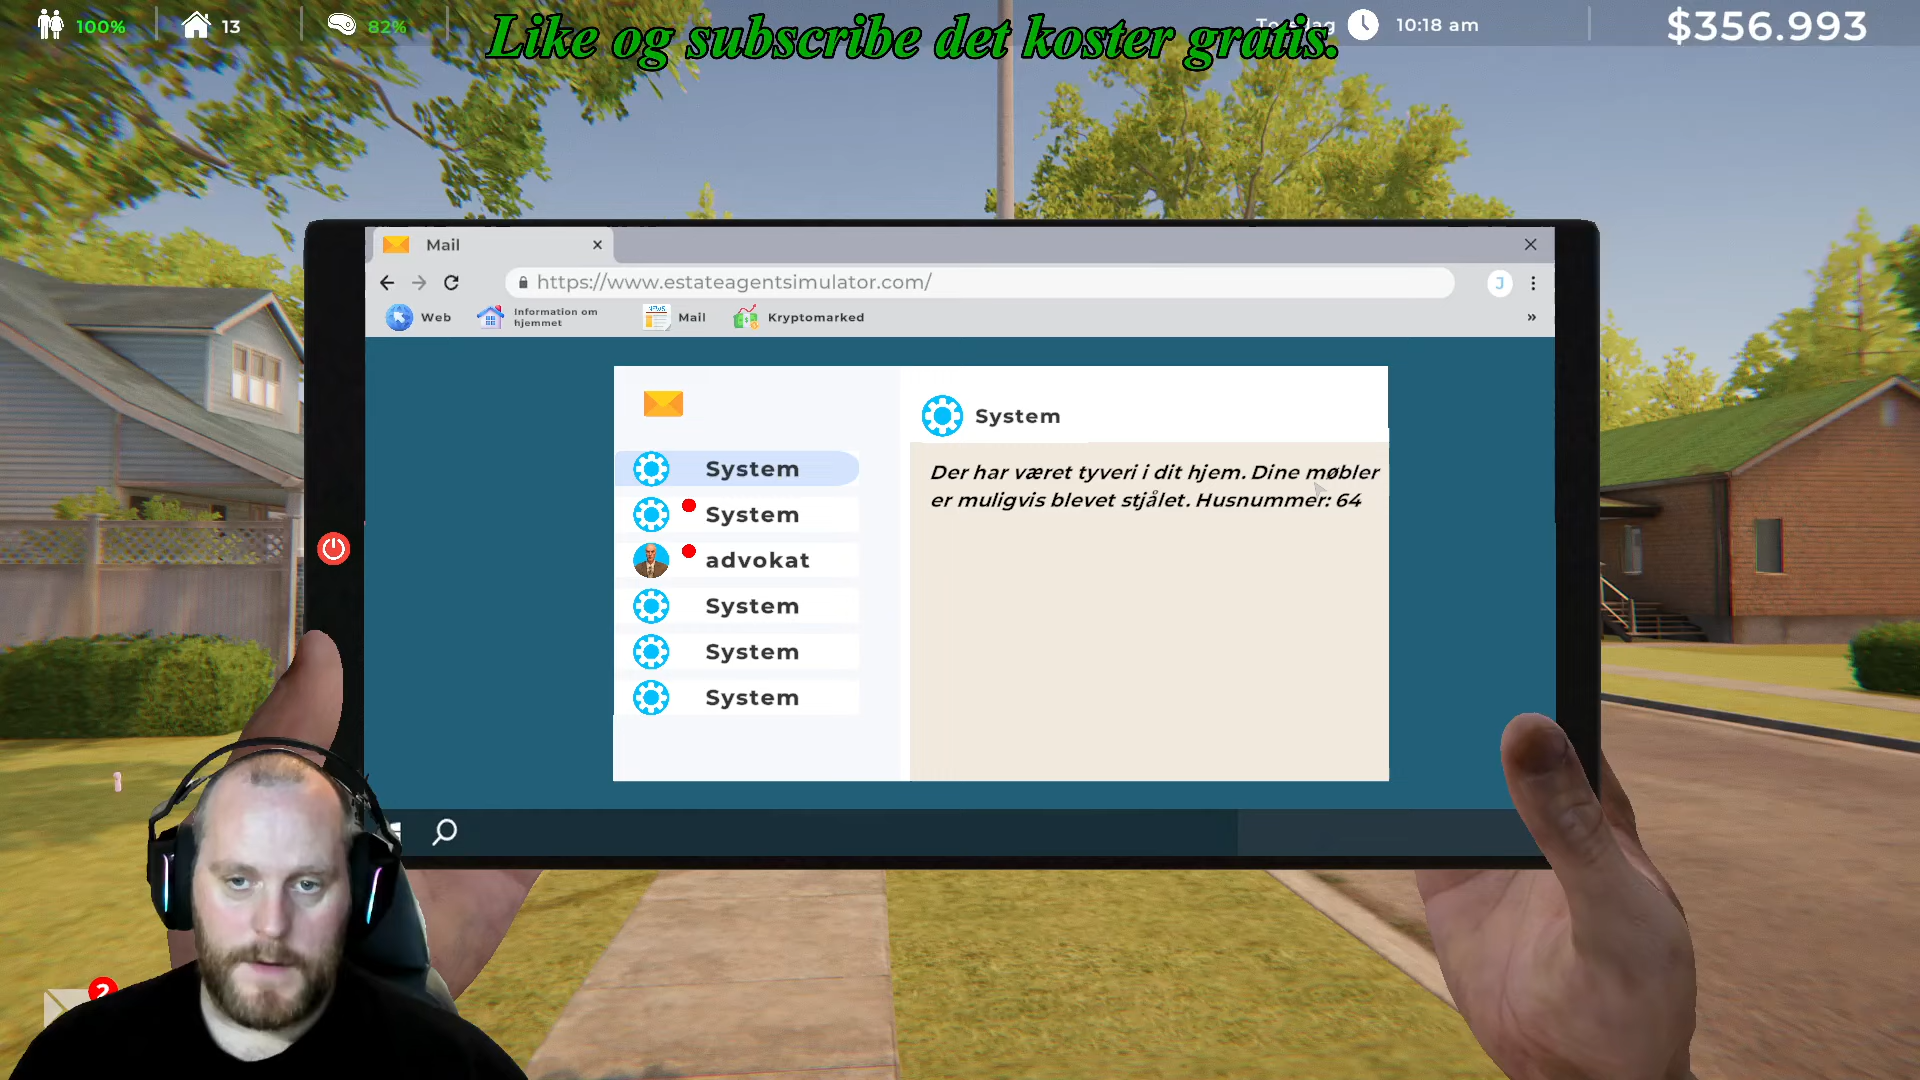 100%
13
82%
Like og subscribe det koster gratis.
10:18 am
$356.993
Mail
https://www.estateagentsimulator.com/
J
Web
Information om
hjemmet
NEWS
Mail
Kryptomarked
System
System
advokat
System
System
System
System
Der har været tyveri i dit hjem. Dine møbler
er muligvis blevet stjålet. Husnummer: 64
2